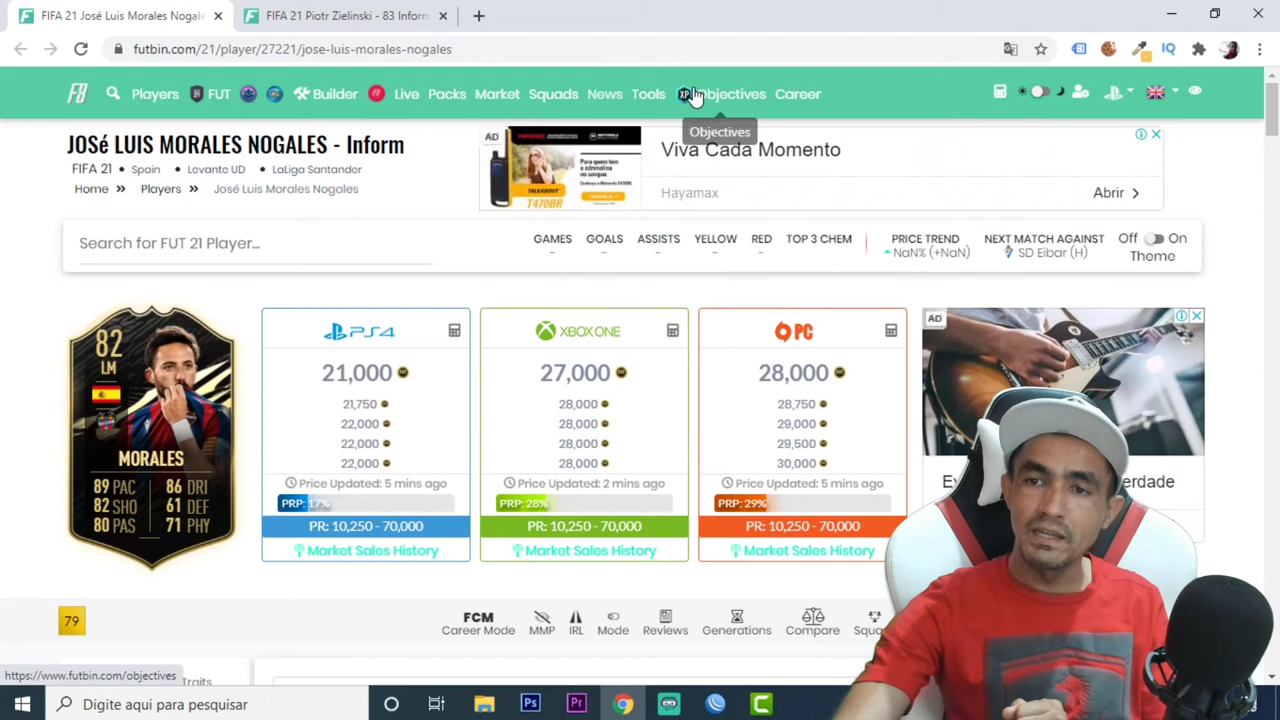 FIFA 21 José Luis Morales Nogale
FIFA 21 Piotr Zielinski - 83 Inform
futbin.com/21/player/27221/jose-luis-morales-nogales
Players FUT Builder Live Packs Market Squads News Tools XP Objectives Career
Objectives
JOSé LUIS MORALES NOGALES - Inform
FIFA 21 • Spain • Levante UD • LaLiga Santander
Home » Players » José Luis Morales Nogales
AD
Viva Cada Momento
Hayamax
Abrir
TALKABOUT
T470BR
Search for FUT 21 Player...
GAMES GOALS ASSISTS YELLOW RED TOP 3 CHEM
- - - - - -
PRICE TREND
NaN% (+NaN)
NEXT MATCH AGAINST
SD Eibar (H)
Off On
Theme
82
LM
MORALES
89 PAC 86 DRI
82 SHO 61 DEF
80 PAS 71 PHY
PS4
21,000
21,750
22,000
22,000
22,000
Price Updated: 5 mins ago
PRP: 17%
PR: 10,250 - 70,000
Market Sales History
XBOX ONE
27,000
28,000
28,000
28,000
28,000
Price Updated: 2 mins ago
PRP: 28%
PR: 10,250 - 70,000
Market Sales History
PC
28,000
28,750
29,000
29,500
30,000
Price Updated: 5 mins ago
PRP: 29%
PR: 10,250 - 70,000
Market Sales History
AD
79
FCM
Career Mode
MMP
IRL
Mode
Reviews
Generations
Compare
Squa
https://www.futbin.com/objectives
Traits
Digite aqui para pesquisar